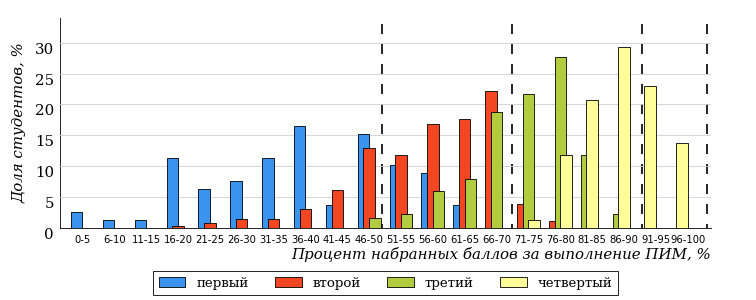 Доля студентов, %
30
25
20
15
10
5
0
0-5 6-10 11-15 16-20 21-25 26-30 31-35 36-40 41-45 46-50 51-55 56-60 61-65 66-70 71-75 76-80 81-85 86-90 91-95 96-100
Процент набранных баллов за выполнение ПИМ, %
первый второй третий четвертый